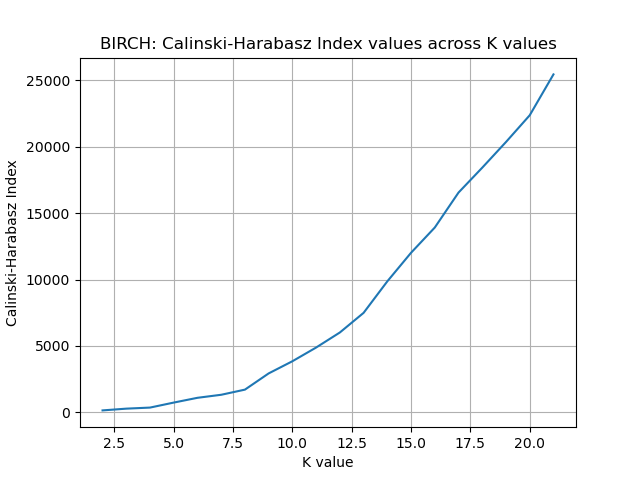 BIRCH: Calinski-Harabasz Index values across K values
Calinski-Harabasz Index
25000
20000
15000
10000
5000
0
2.5 5.0 7.5 10.0 12.5 15.0 17.5 20.0
K value